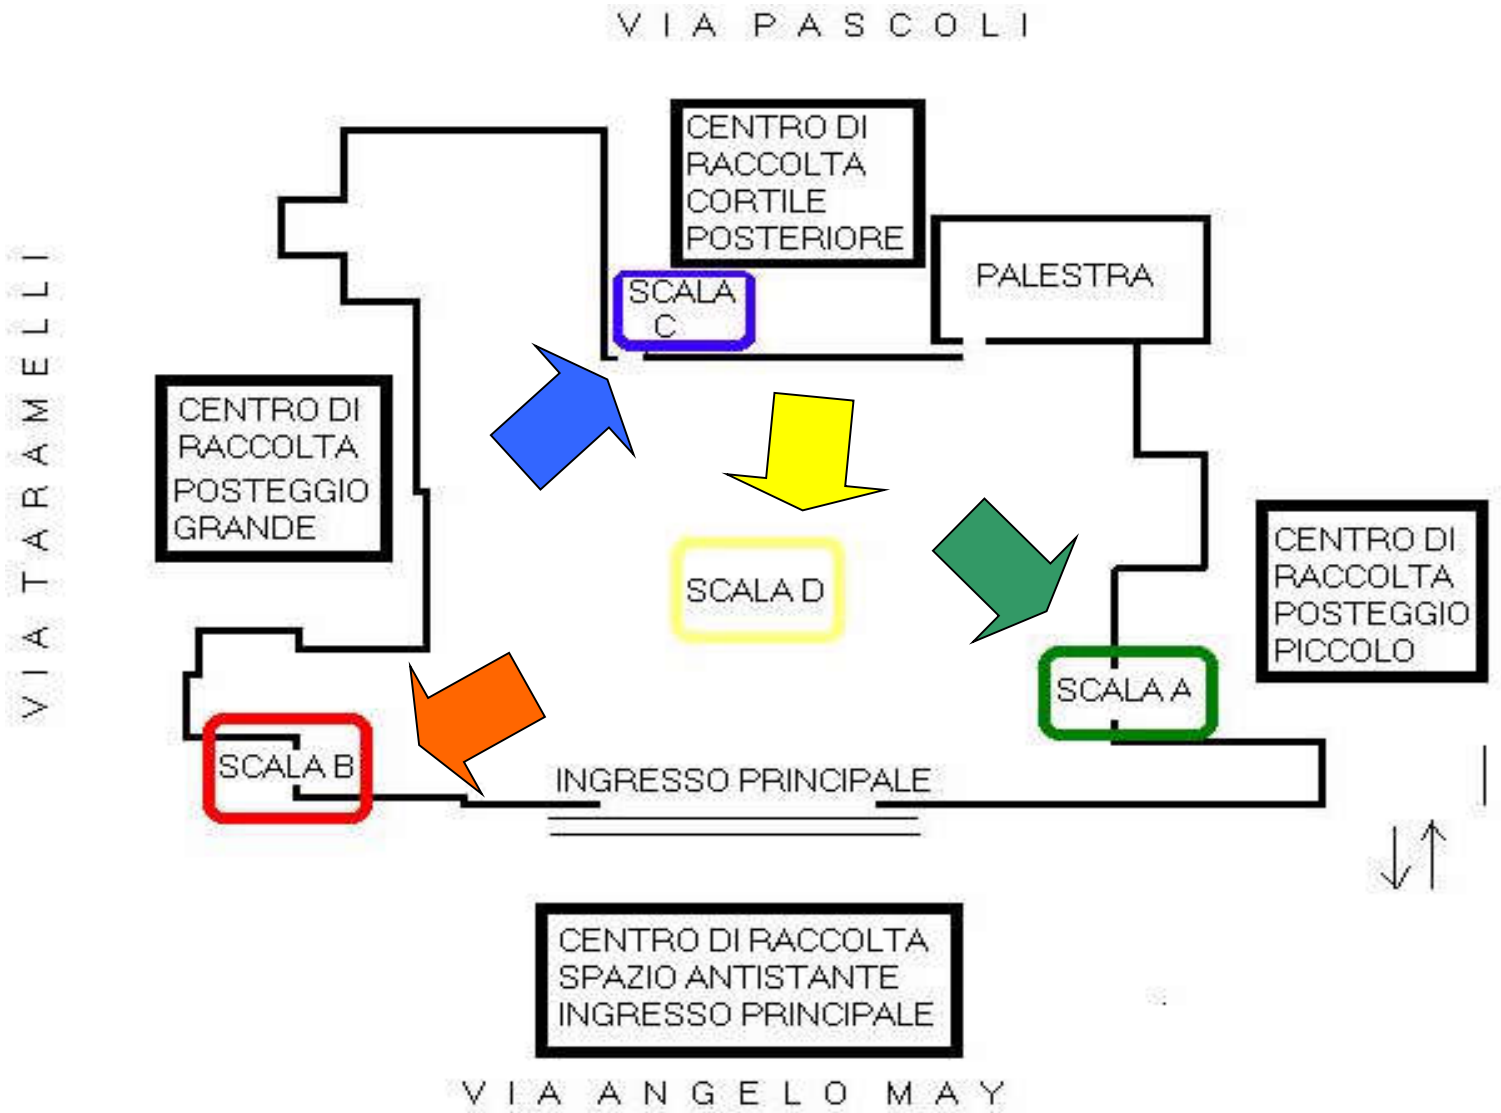 VIA PASCOLI
CENTRO DI
RACCOLTA
CORTILE
POSTERIORE
PALESTRA
SCALA
C
VIA TARAMELLI
CENTRO DI
RACCOLTA
POSTEGGIO
GRANDE
SCALA D
CENTRO DI
RACCOLTA
POSTEGGIO
PICCOLO
SCALA A
SCALA B
INGRESSO PRINCIPALE
CENTRO DI RACCOLTA
SPAZIO ANTISTANTE
INGRESSO PRINCIPALE
VIA ANGELO MAY